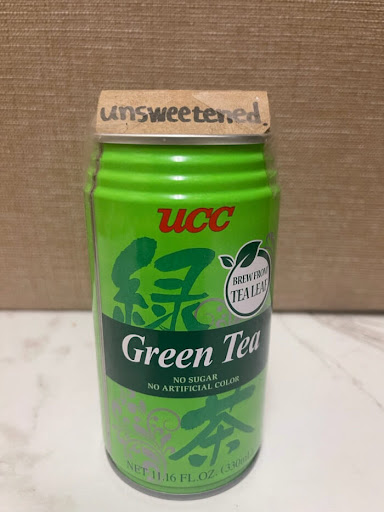 unsweetened.
UCC
緑
BREW FROM
TEA LEAF
Green Tea
NO SUGAR
NO ARTIFICIAL COLOR
茶
NET 11.16 FL.OZ. (330